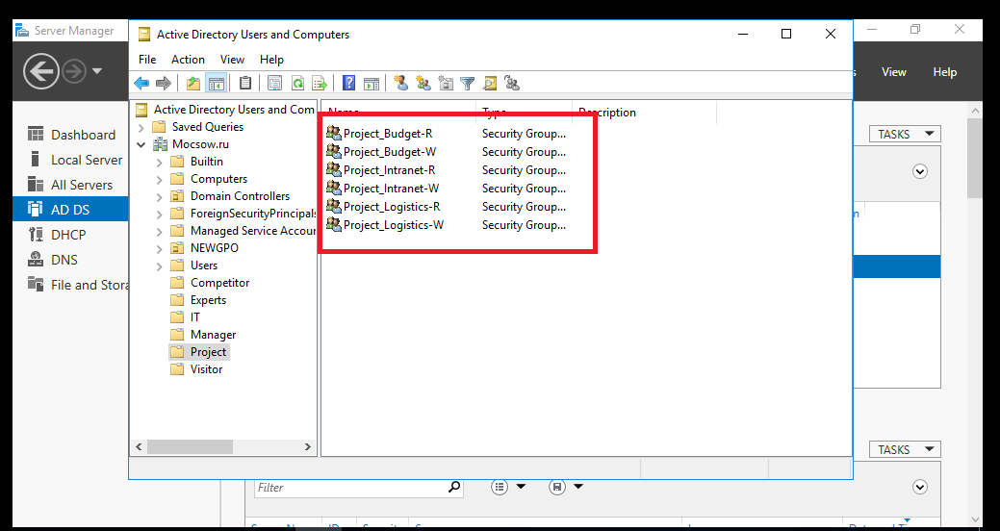 Server Manager
Active Directory Users and Computers
File Action View Help
View Help
Active Directory Users and Com
Saved Queries
Mocsow.ru
Builtin
Computers
Domain Controllers
ForeignSecurityPrincipals
Managed Service Accour
NEWGPO
Users
Competitor
Experts
IT
Manager
Project
Visitor
Name Type Description
Project_Budget-R Security Group...
Project_Budget-W Security Group...
Project_Intranet-R Security Group...
Project_Intranet-W Security Group...
Project_Logistics-R Security Group...
Project_Logistics-W Security Group...
Dashboard
Local Server
All Servers
AD DS
DHCP
DNS
File and Stora
TASKS
TASKS
Filter